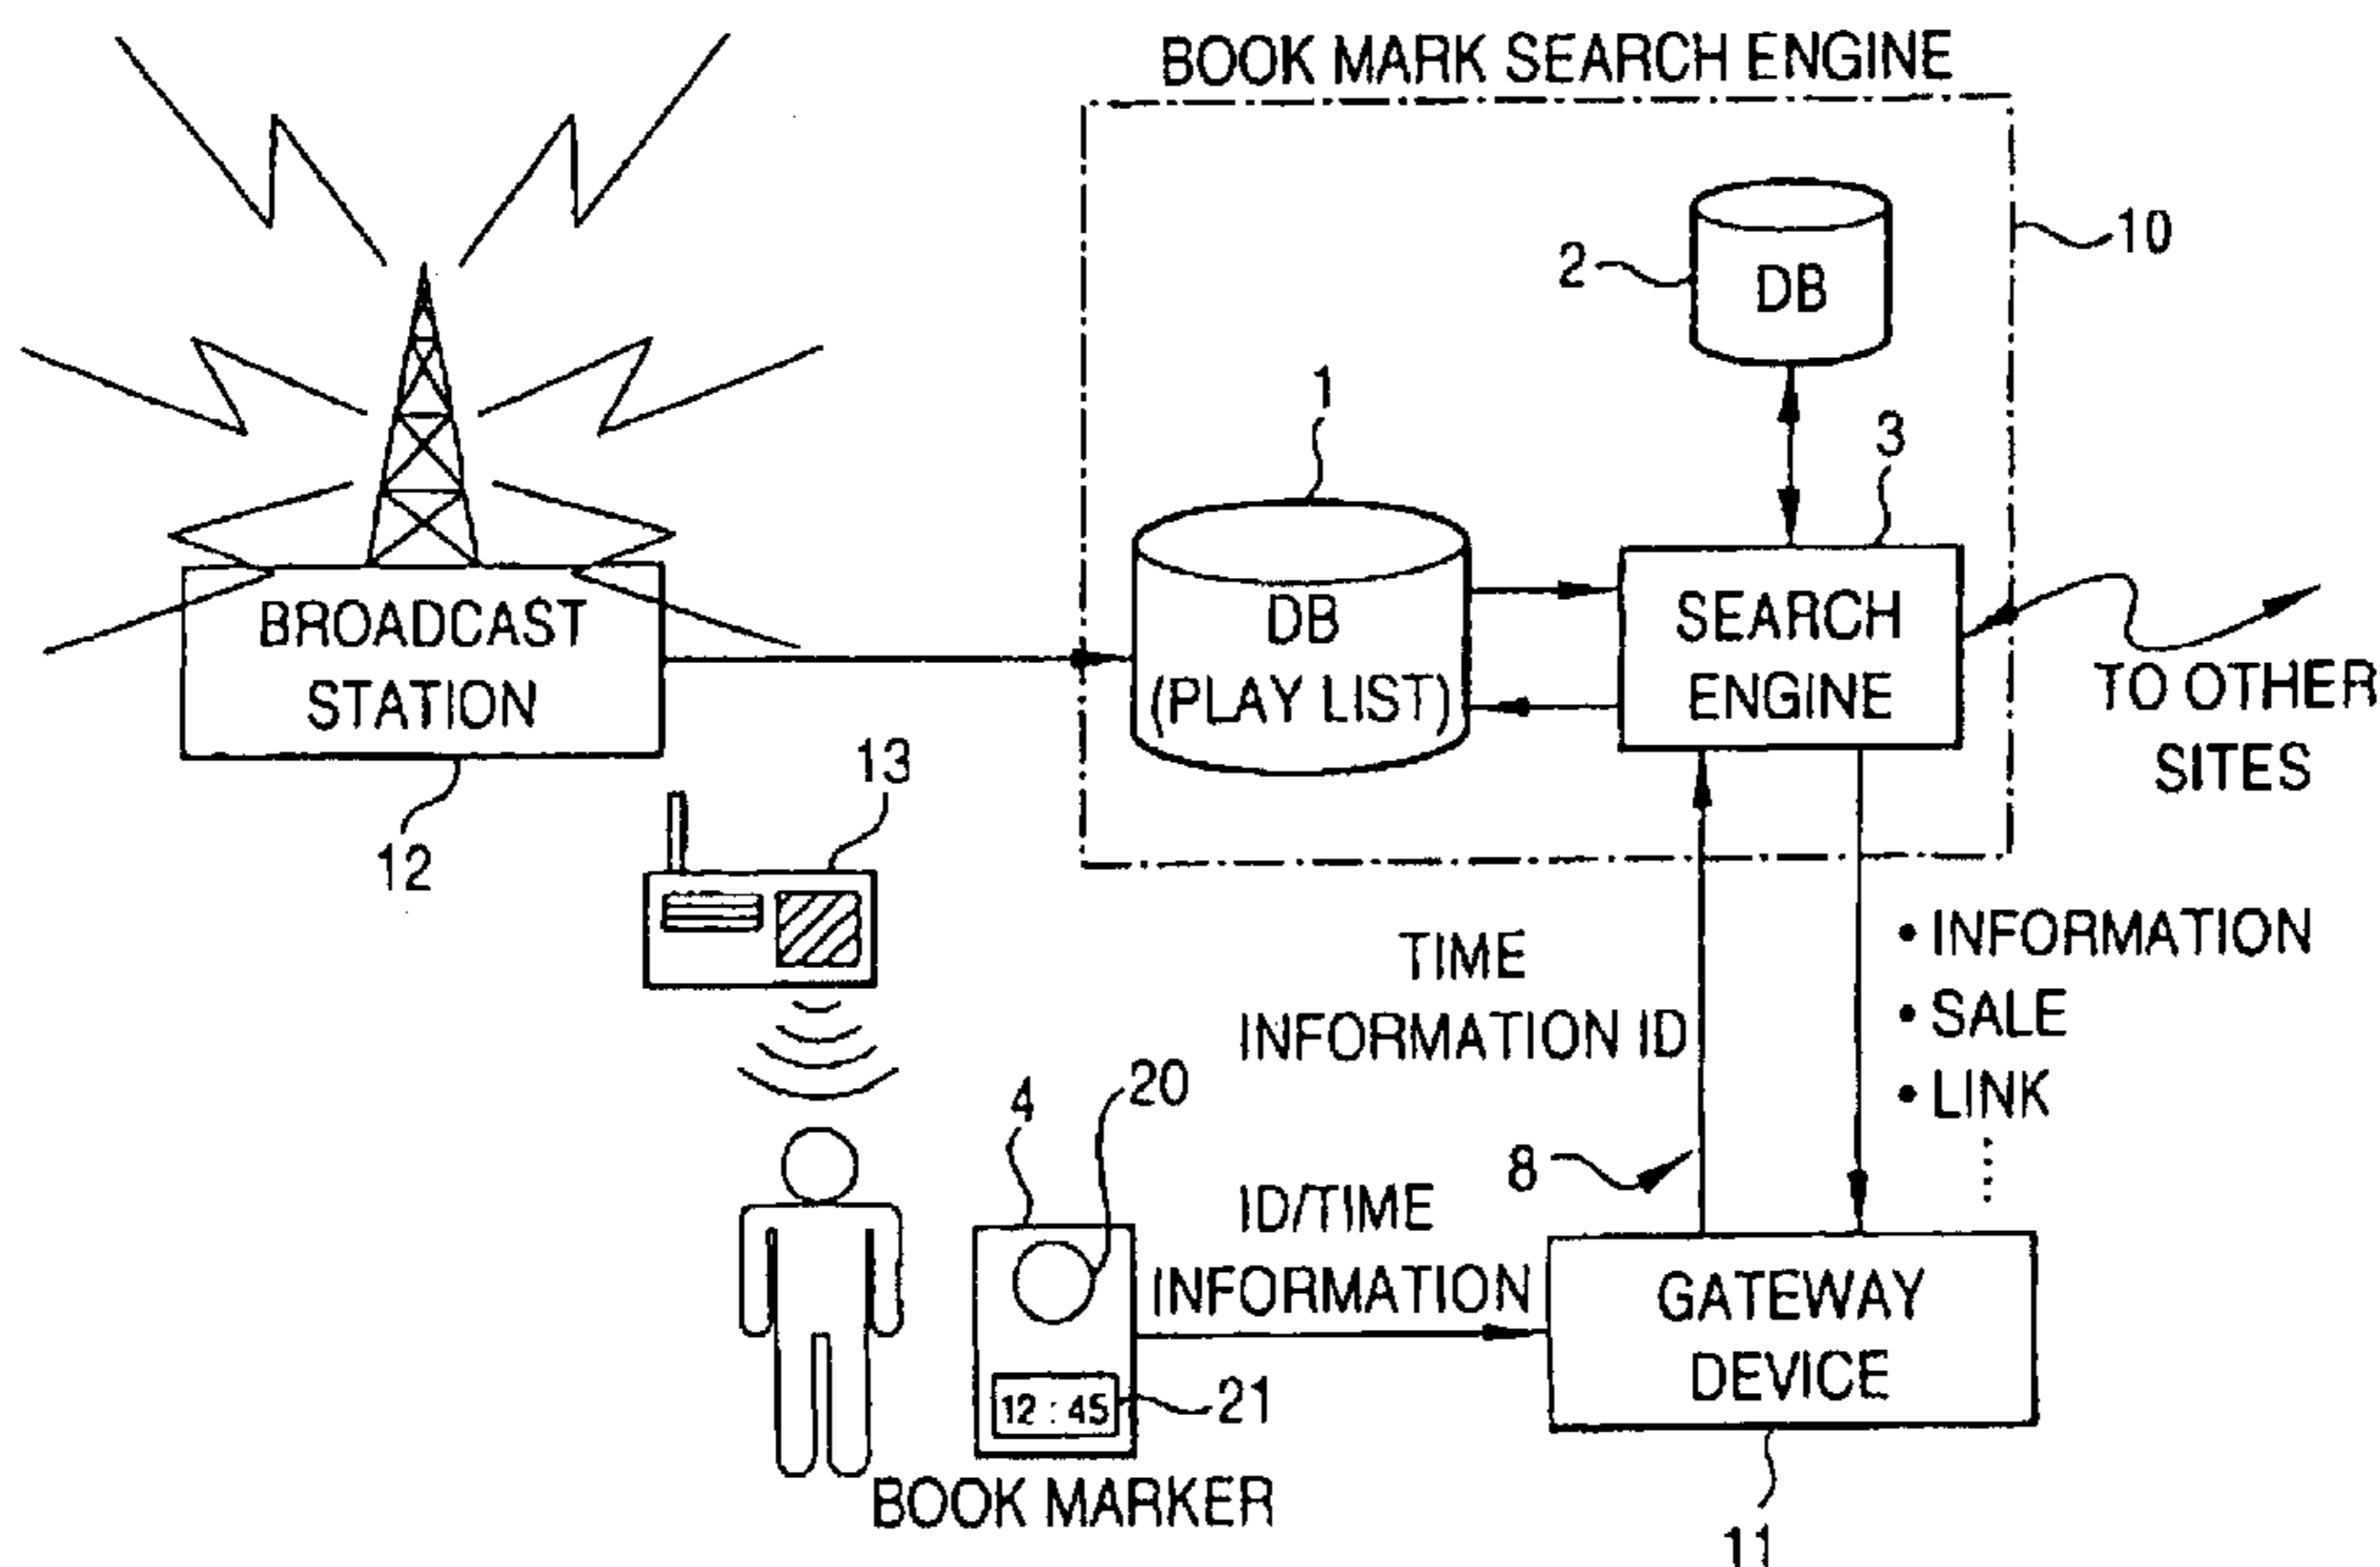 BOOK MARK SEARCH ENGINE
10
2
DB
1
3
BROADCAST
STATION
DB
(PLAY LIST)
SEARCH
ENGINE
TO OTHER
SITES
12
13
TIME
INFORMATION ID
• INFORMATION
• SALE
• LINK
8
4
20
ID/TIME
INFORMATION
12:45
21
BOOK MARKER
GATEWAY
DEVICE
11